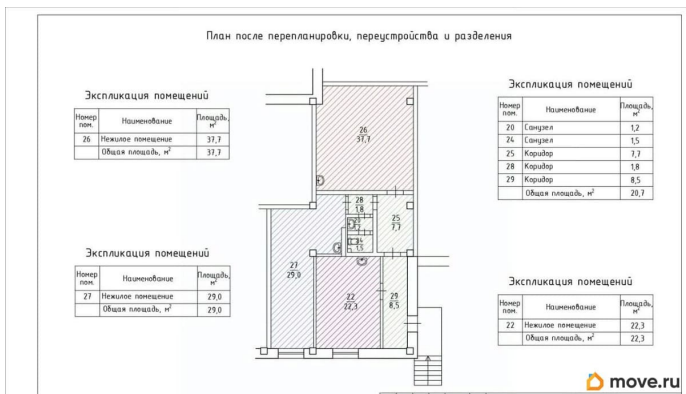 План после перепланировки, переустройства и разделения
Экспликация помещений
Номер пом. Наименование Площадь, м²
26 Нежилое помещение 37,7
Общая площадь, м² 37,7
Экспликация помещений
Номер пом. Наименование Площадь, м²
20 Санузел 1,2
24 Санузел 1,5
25 Коридор 7,7
28 Коридор 1,8
29 Коридор 8,5
Общая площадь, м² 20,7
26
37,7
28
1,8
25
7,7
24
1,5
27
29,0
22
22,3
29
8,5
Экспликация помещений
Номер пом. Наименование Площадь, м²
27 Нежилое помещение 29,0
Общая площадь, м² 29,0
Экспликация помещений
Номер пом. Наименование Площадь, м²
22 Нежилое помещение 22,3
Общая площадь, м² 22,3
move.ru